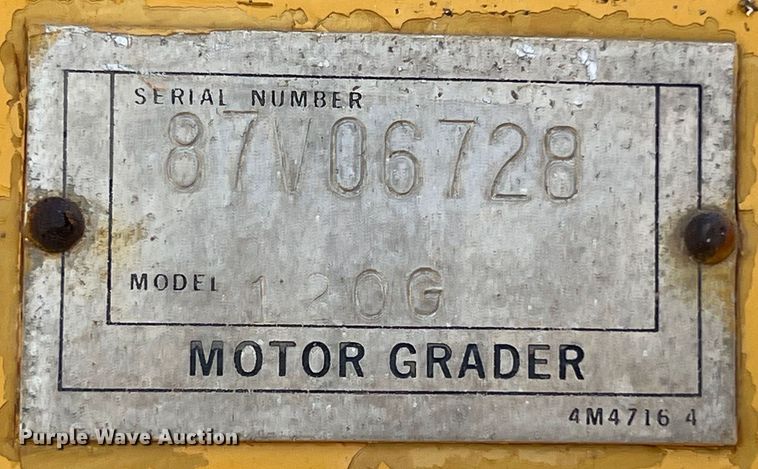 SERIAL NUMBER
87V06728
MODEL 120G
MOTOR GRADER
4M4716 4
Purple Wave Auction